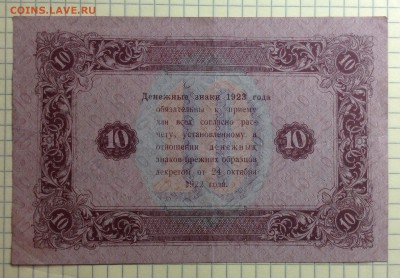 COINS.LAVE.RU
10 10
Денежные знаки 1923 года
обязательны к приему
для всех согласно рас-
чету, установленному в
отношении денежных
знаков прежних образцов
декретом от 24 октября
1922 года.
10 10
10 10